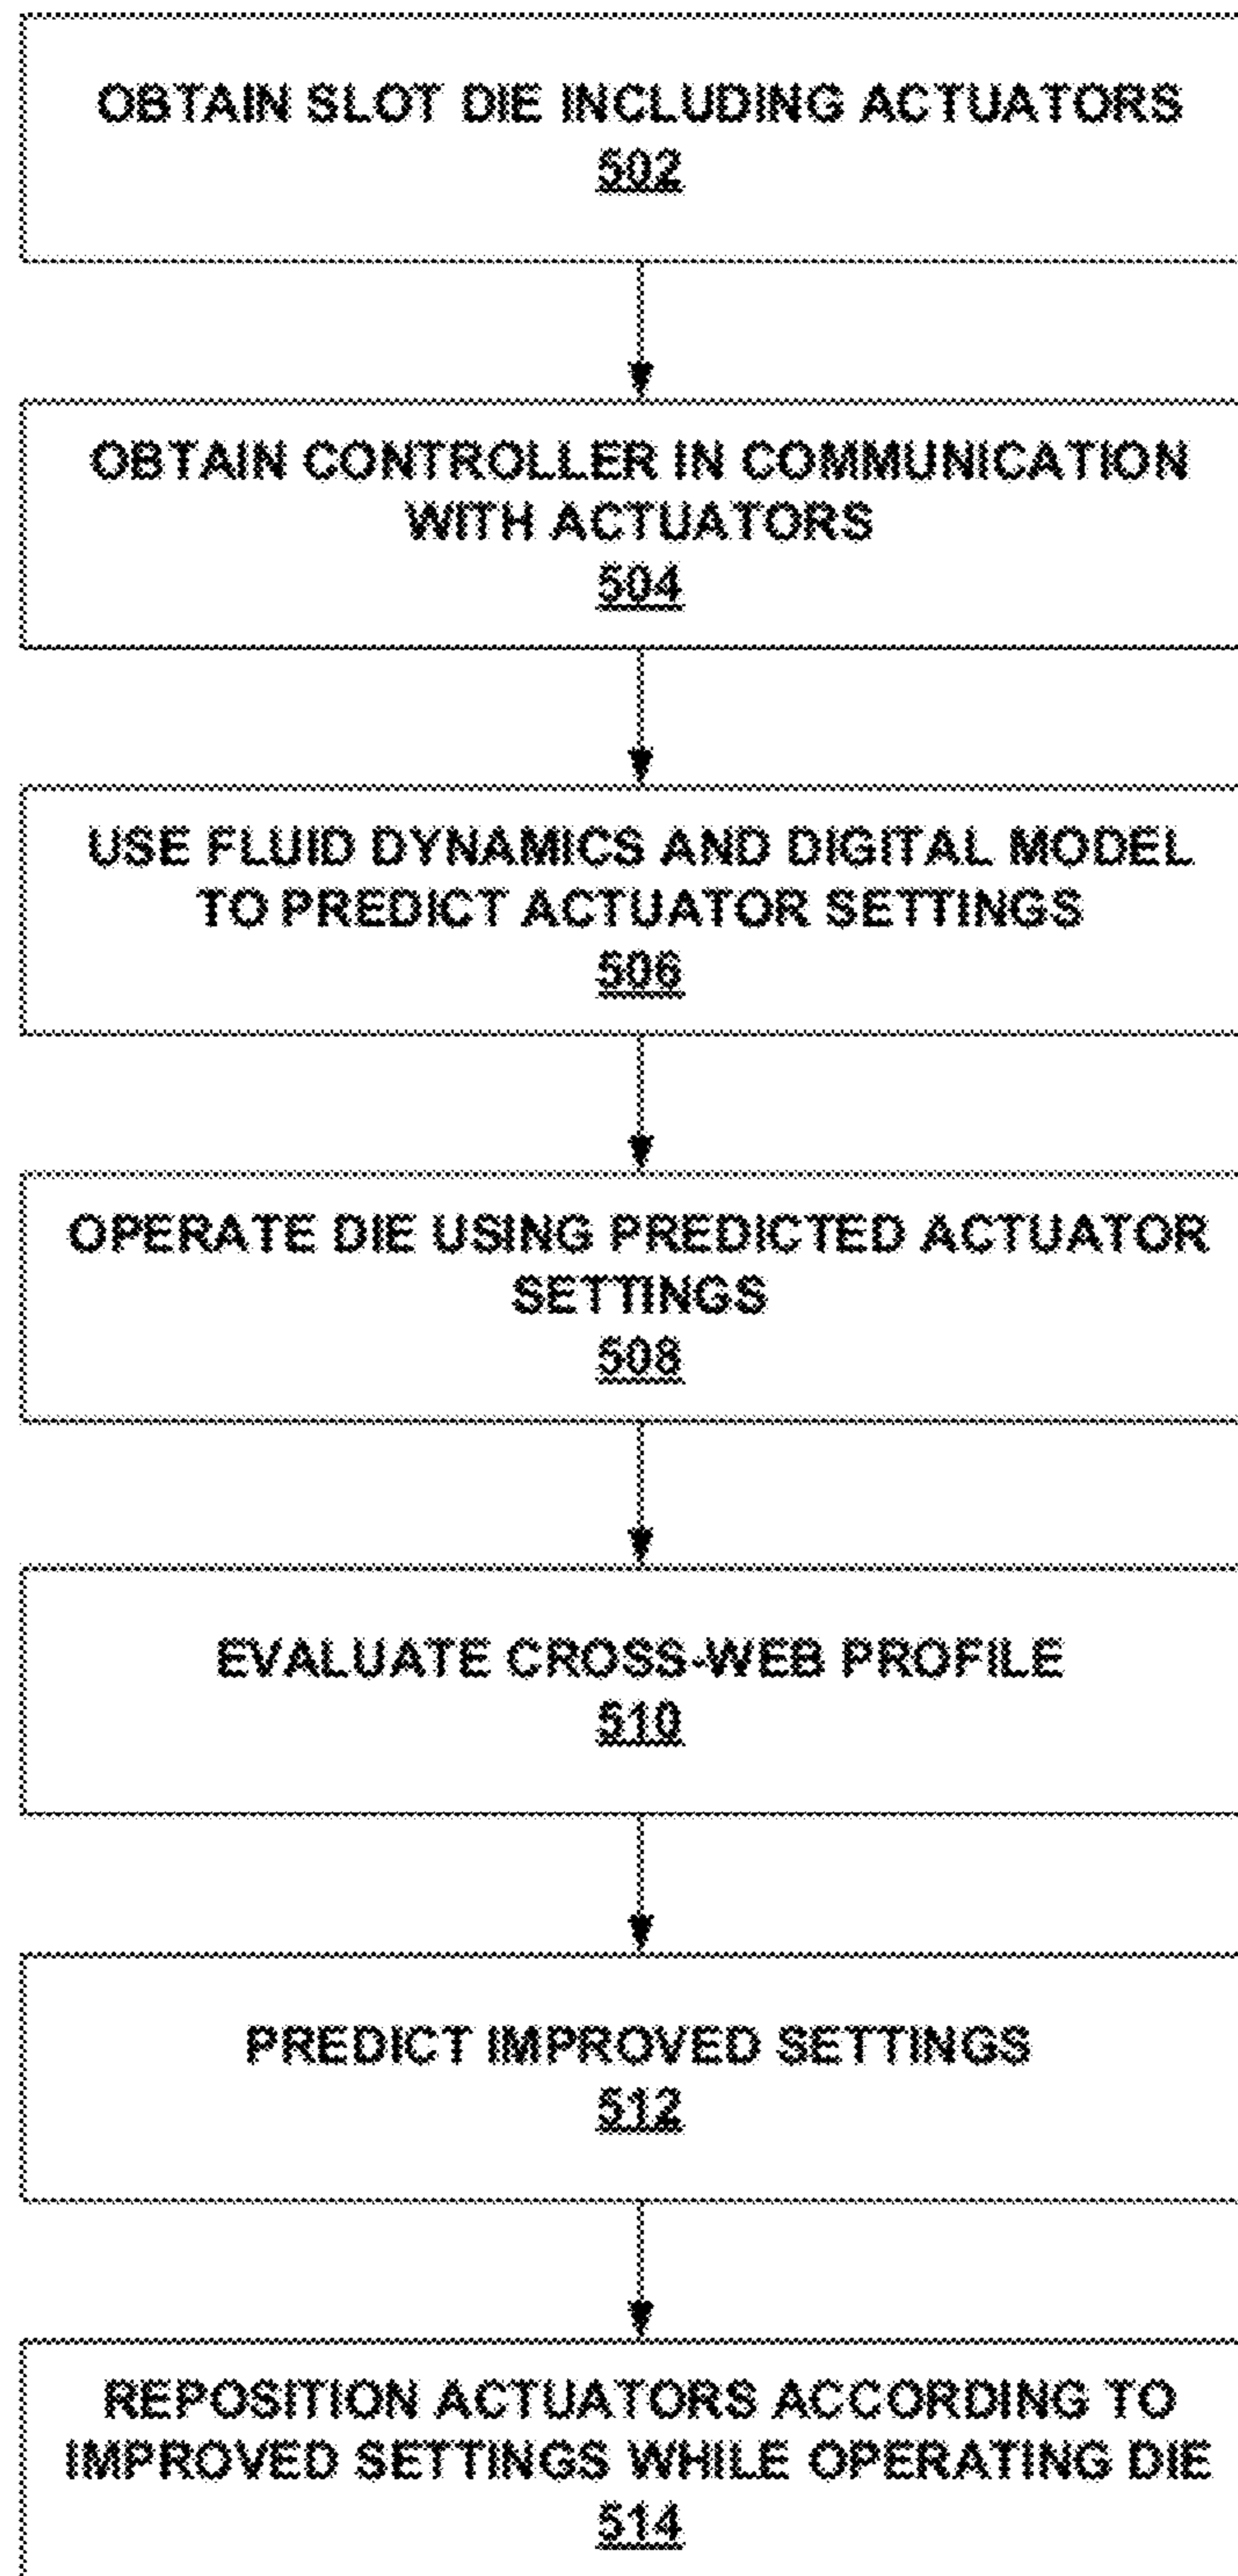 OBTAIN SLOT DIE INCLUDING ACTUATORS
502
OBTAIN CONTROLLER IN COMMUNICATION
WITH ACTUATORS
504
USE FLUID DYNAMICS AND DIGITAL MODEL
TO PREDICT ACTUATOR SETTINGS
506
OPERATE DIE USING PREDICTED ACTUATOR
SETTINGS
508
EVALUATE CROSS-WEB PROFILE
510
PREDICT IMPROVED SETTINGS
512
REPOSITION ACTUATORS ACCORDING TO
IMPROVED SETTINGS WHILE OPERATING DIE
514